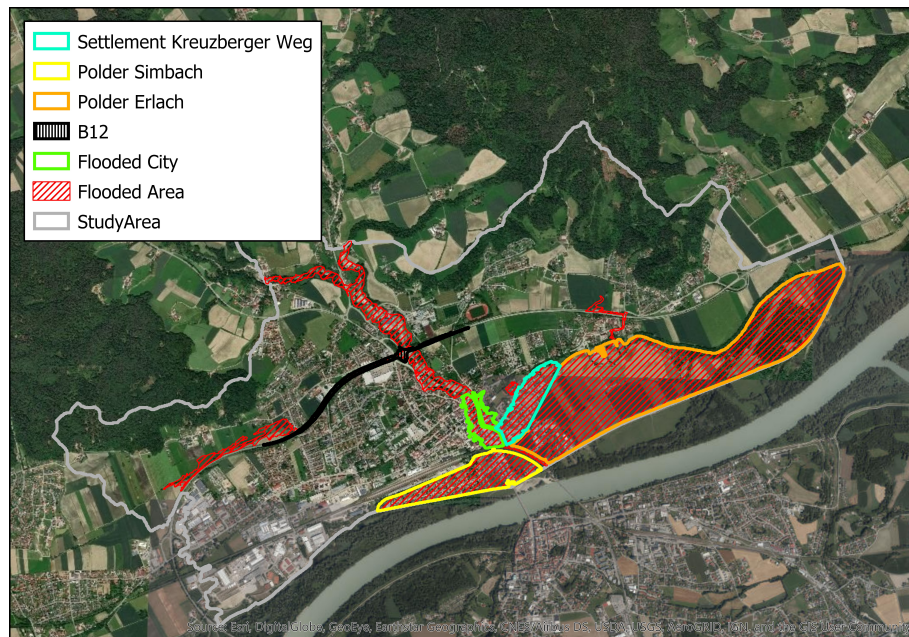 Settlement Kreuzberger Weg
Polder Simbach
Polder Erlach
B12
Flooded City
Flooded Area
StudyArea
Source: Esri, DigitalGlobe, GeoEye, Earthstar Geographics, CNES/Airbus DS, USDA, USGS, AeroGRID, IGN, and the GIS User Community